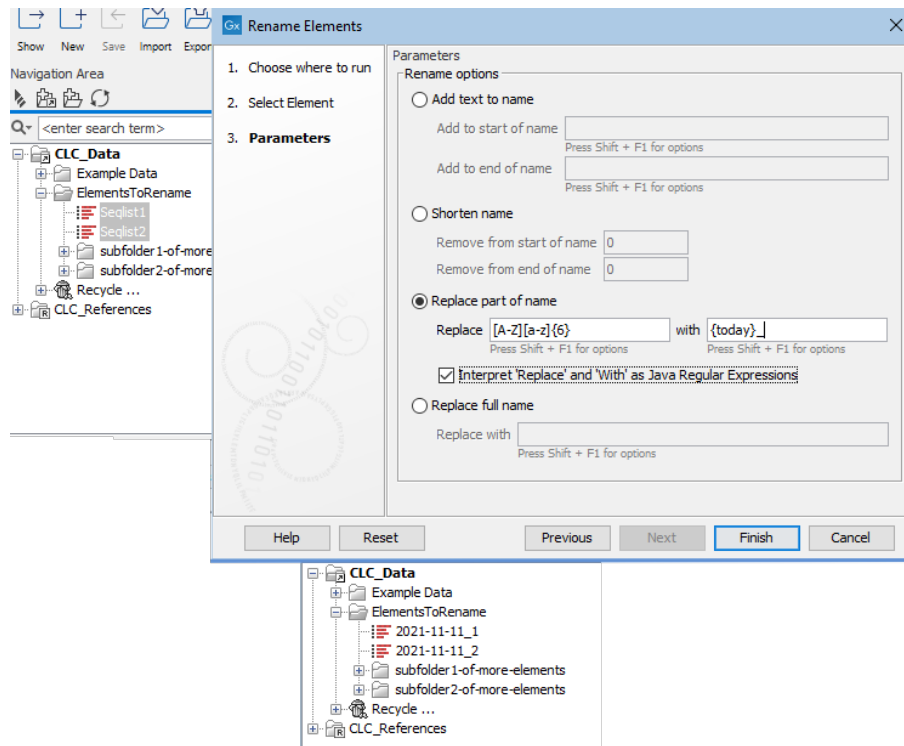 Show New Save Import Expor
Navigation Area
<enter search term>
CLC_Data
Example Data
ElementsToRename
Seqlist1
Seqlist2
subfolder1-of-more
subfolder2-of-more
Recycle ...
CLC_References
Gx Rename Elements
1. Choose where to run
2. Select Element
3. Parameters
Parameters
Rename options
Add text to name
Add to start of name
Press Shift + F1 for options
Add to end of name
Press Shift + F1 for options
Shorten name
Remove from start of name 0
Remove from end of name 0
Replace part of name
Replace [A-Z][a-z]{6} with {today}_
Press Shift + F1 for options Press Shift + F1 for options
Interpret 'Replace' and 'With' as Java Regular Expressions
Replace full name
Replace with
Press Shift + F1 for options
Help Reset Previous Next Finish Cancel
CLC_Data
Example Data
ElementsToRename
2021-11-11_1
2021-11-11_2
subfolder1-of-more-elements
subfolder2-of-more-elements
Recycle ...
CLC_References